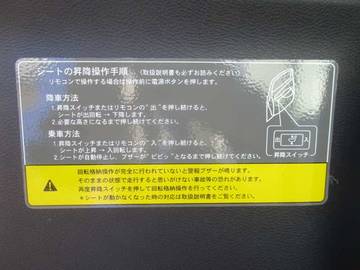 シートの昇降操作手順 (取扱説明書も必ずお読みください)
リモコンで操作する場合は操作前に電源ボタンを押します。
降車方法
1.昇降スイッチまたはリモコンの"出"を押し続けると、
シートが出回転 → 下降します。
2.必要な高さになるまで押し続けてください。
乗車方法
1.昇降スイッチまたはリモコンの"入"を押し続けると、
シートが上昇 → 入回転します。
2.シートが自動停止し、ブザーが"ピピッ"となるまで押し続けてください。
出 入
昇降スイッチ
回転格納操作が完全に行われていないと警報ブザーが鳴ります。
そのままの状態で走行すると思いがけない事故等の恐れがあります。
再度昇降スイッチを押して回転格納操作を行ってください。
*シートが動かなくなった時の対応は取扱説明書をご覧ください。